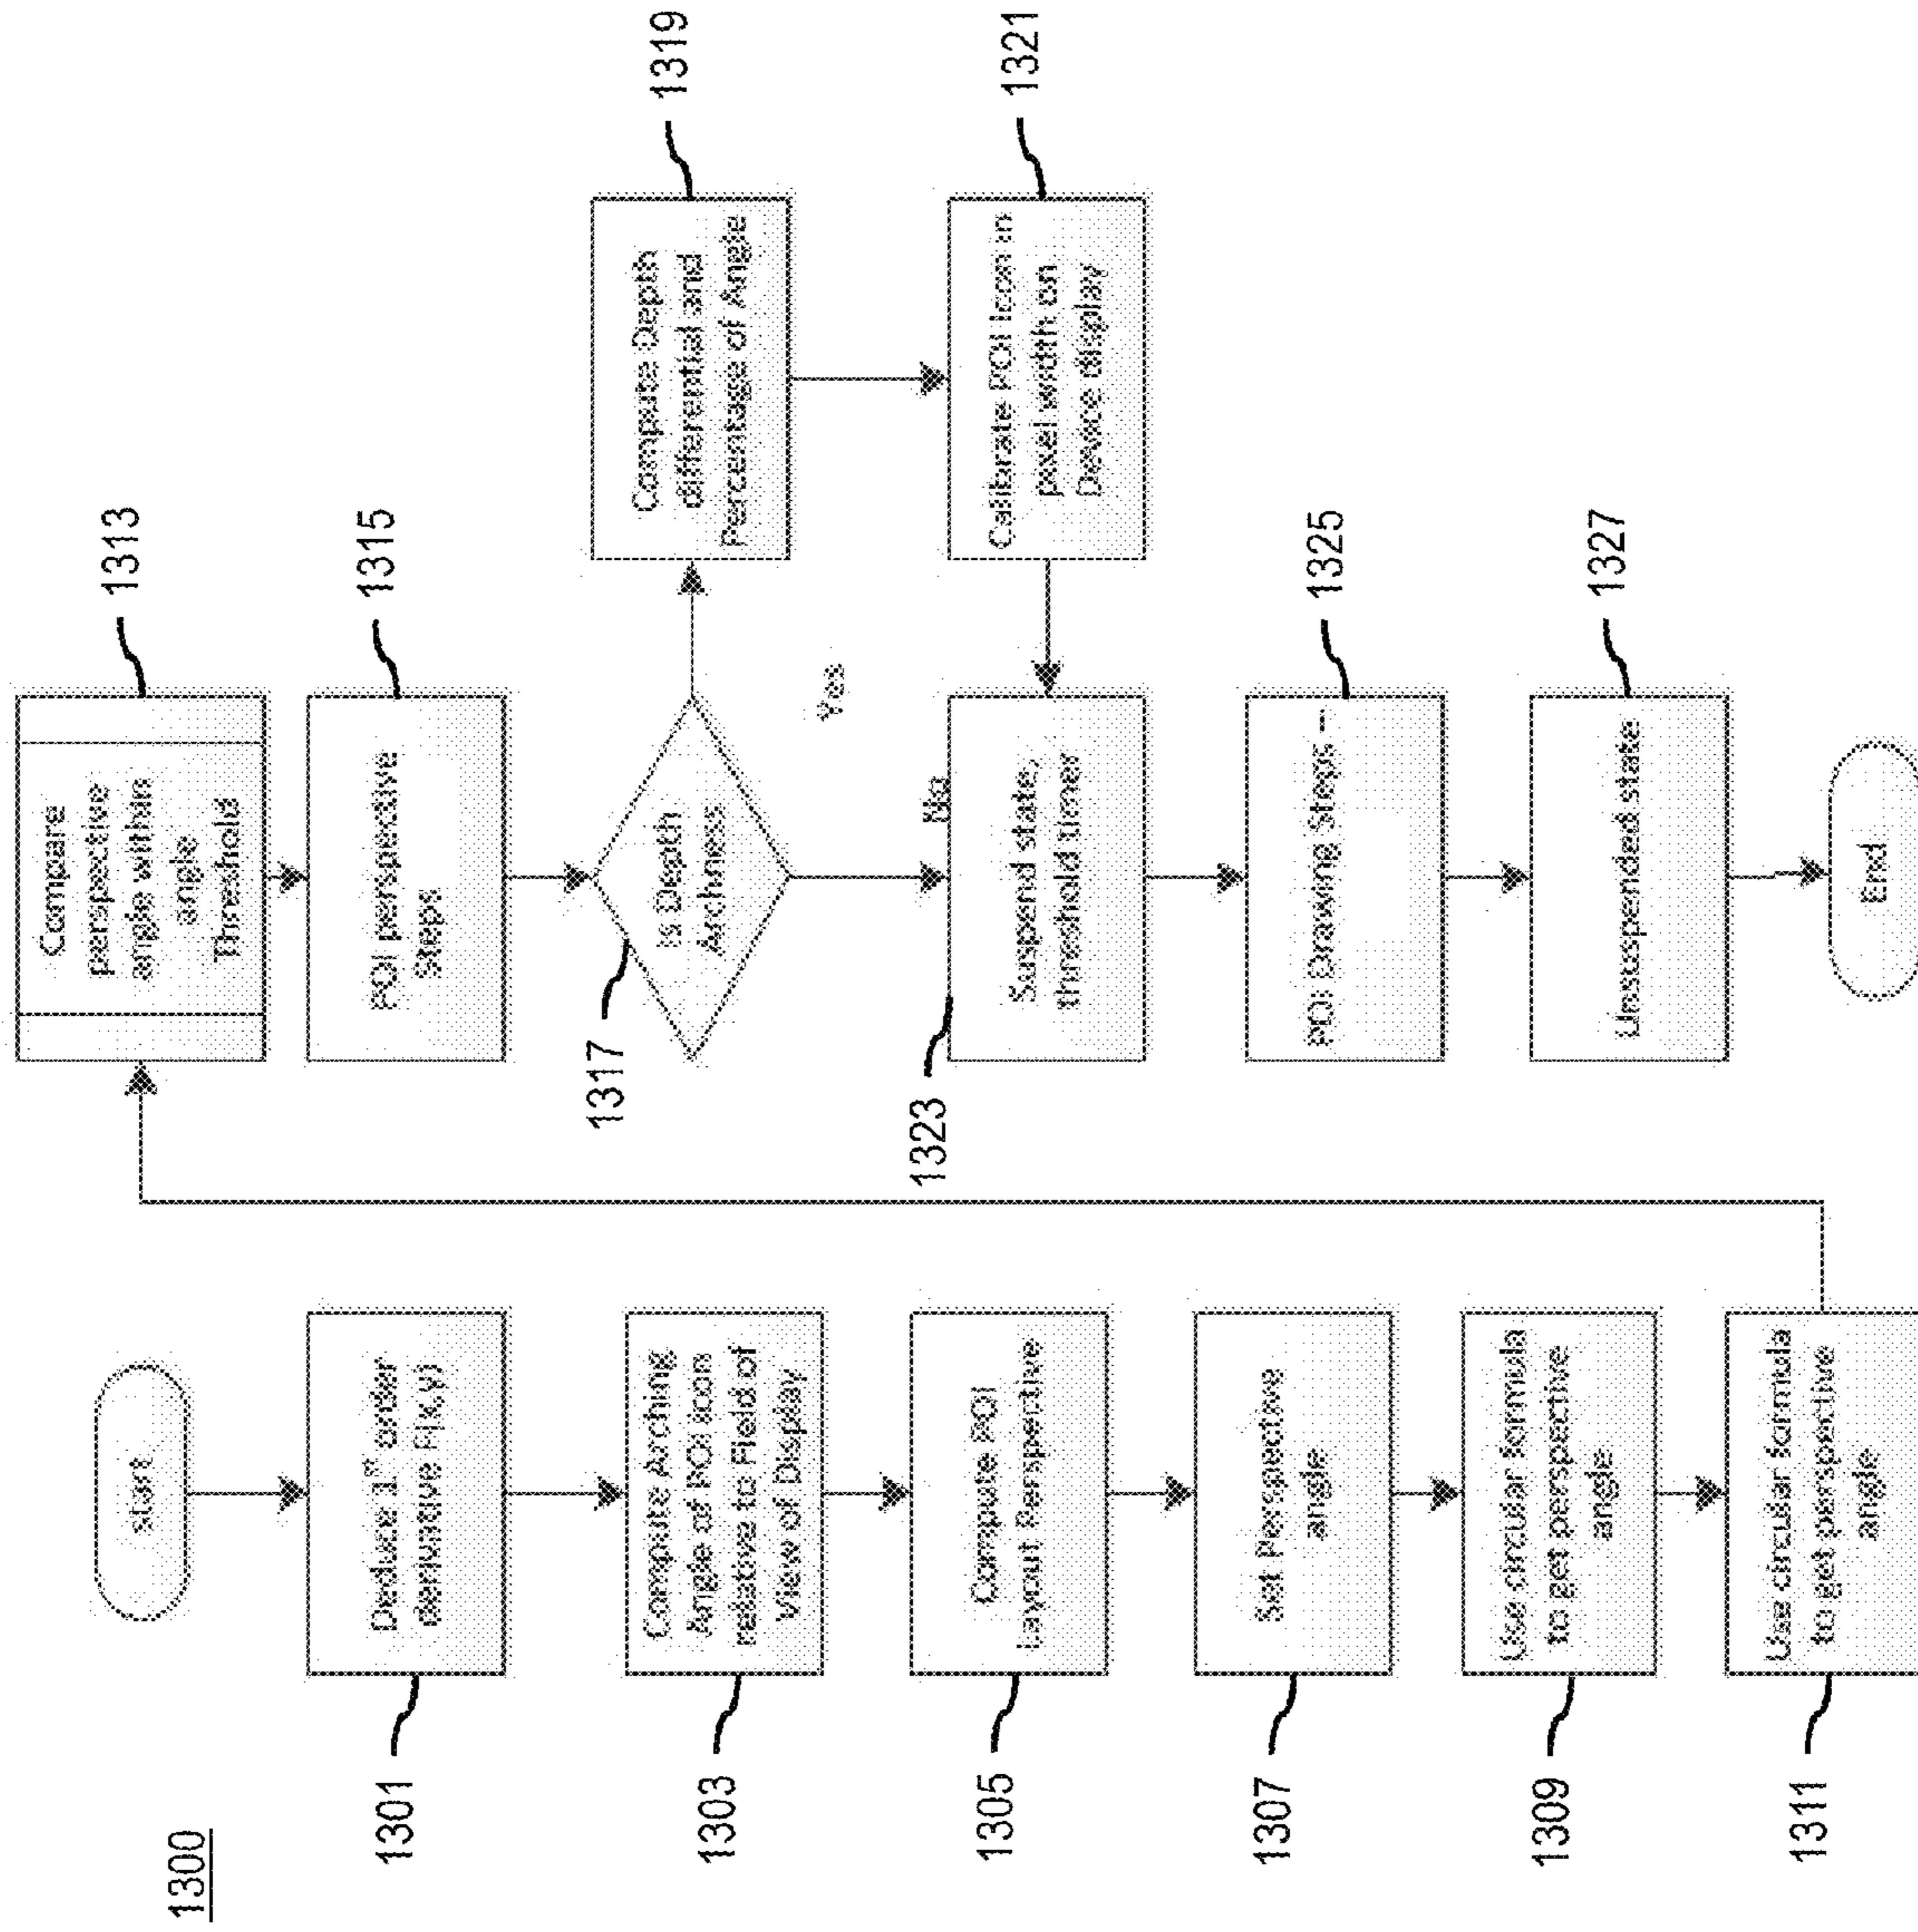 1300
start
Deduce 1st order
derivative F(x,y)
1301
Compute Arching
Angle of POI icon
relative to Field of
View of Display
1303
Compute POI
Layout Perspective
1305
Set Perspective
angle
1307
Use circular formula
to get perspective
angle
1309
Use circular formula
to get perspective
angle
1311
Compare
perspective
angle within
angle
Threshold
1313
POI perspective
Steps
1315
Is Depth
Archness
1317
Yes
No
Compute Depth
differential and
Percentage of Angle
1319
Calibrate POI Icon in
pixel width on
Device display
1321
Suspend state,
threshold timer
1323
POI Drawing Steps –
1325
Unsuspended state
1327
End